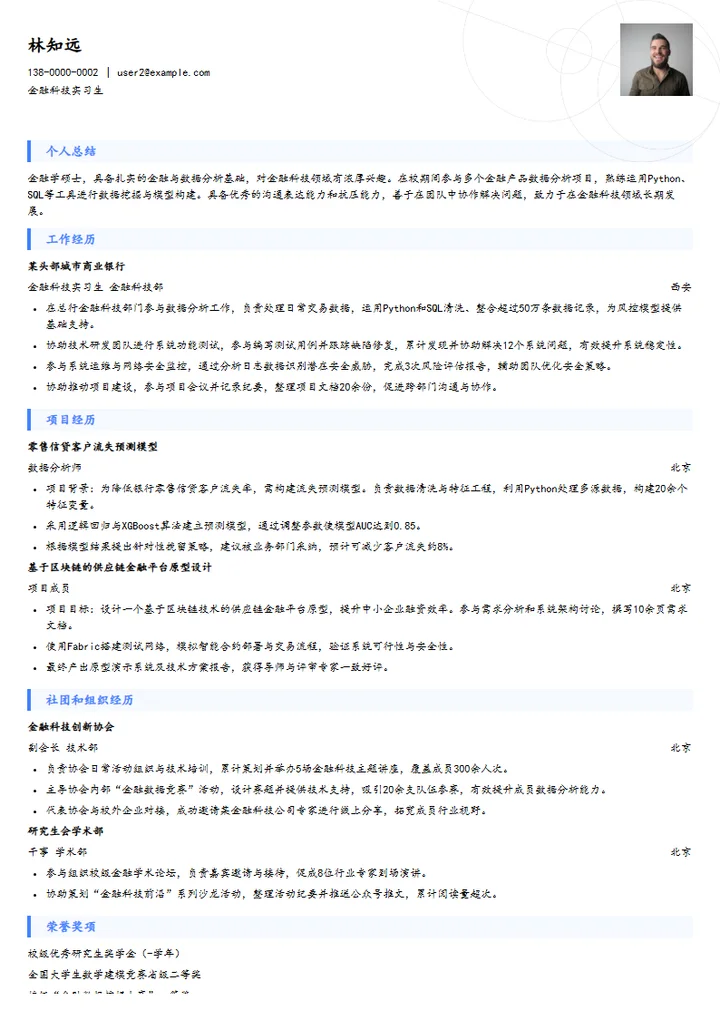 林知远
138-0000-0002 | user2@example.com
金融科技实习生
个人总结
金融学硕士，具备扎实的金融与数据分析基础，对金融科技领域有浓厚兴趣。在校期间参与多个金融产品数据分析项目，熟练运用Python、
SQL等工具进行数据挖掘与模型构建。具备优秀的沟通表达能力和抗压能力，善于在团队中协作解决问题，致力于在金融科技领域长期发
展。
工作经历
某头部城市商业银行
金融科技实习生 金融科技部 西安
• 在总行金融科技部门参与数据分析工作，负责处理日常交易数据，运用Python和SQL清洗、整合超过50万条数据记录，为风控模型提供
基础支持。
• 协助技术研发团队进行系统功能测试，参与编写测试用例并跟踪缺陷修复，累计发现并协助解决12个系统问题，有效提升系统稳定性。
• 参与系统运维与网络安全监控，通过分析日志数据识别潜在安全威胁，完成3次风险评估报告，辅助团队优化安全策略。
• 协助推动项目建设，参与项目会议并记录纪要，整理项目文档20余份，促进跨部门沟通与协作。
项目经历
零售信贷客户流失预测模型
数据分析师 北京
• 项目背景：为降低银行零售信贷客户流失率，需构建流失预测模型。负责数据清洗与特征工程，利用Python处理多源数据，构建20余个
特征变量。
• 采用逻辑回归与XGBoost算法建立预测模型，通过调整参数使模型AUC达到0.85。
• 根据模型结果提出针对性挽留策略，建议被业务部门采纳，预计可减少客户流失约8%。
基于区块链的供应链金融平台原型设计
项目成员 北京
• 项目目标：设计一个基于区块链技术的供应链金融平台原型，提升中小企业融资效率。参与需求分析和系统架构讨论，撰写10余页需求
文档。
• 使用Fabric搭建测试网络，模拟智能合约部署与交易流程，验证系统可行性与安全性。
• 最终产出原型演示系统及技术方案报告，获得导师与评审专家一致好评。
社团和组织经历
金融科技创新协会
副会长 技术部 北京
• 负责协会日常活动组织与技术培训，累计策划并举办5场金融科技主题讲座，覆盖成员300余人次。
• 主导协会内部“金融数据竞赛”活动，设计赛题并提供技术支持，吸引20余支队伍参赛，有效提升成员数据分析能力。
• 代表协会与校外企业对接，成功邀请某金融科技公司专家进行线上分享，拓宽成员行业视野。
研究生会学术部
干事 学术部 北京
• 参与组织校级金融学术论坛，负责嘉宾邀请与接待，促成8位行业专家到场演讲。
• 协助策划“金融科技前沿”系列沙龙活动，整理活动纪要并推送公众号推文，累计阅读量超次。
荣誉奖项
校级优秀研究生奖学金（-学年）
全国大学生数学建模竞赛省级二等奖